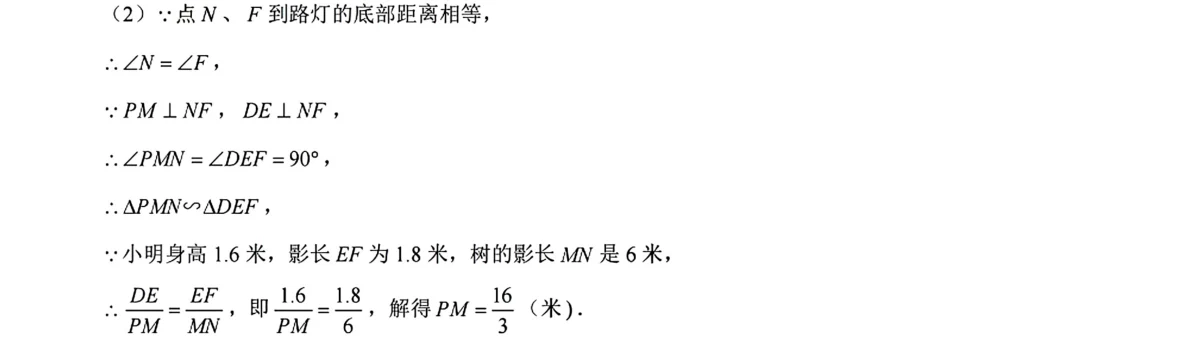 （2）∵点 N 、 F 到路灯的底部距离相等，
∴∠N = ∠F，
∵ PM ⊥ NF， DE ⊥ NF，
∴∠PMN = ∠DEF = 90°，
∴ΔPMN∽ΔDEF，
∵小明身高 1.6 米，影长 EF 为 1.8 米，树的影长 MN 是 6 米，
∴ DE/PM = EF/MN，即 1.6/PM = 1.8/6，解得 PM = 16/3（米）.